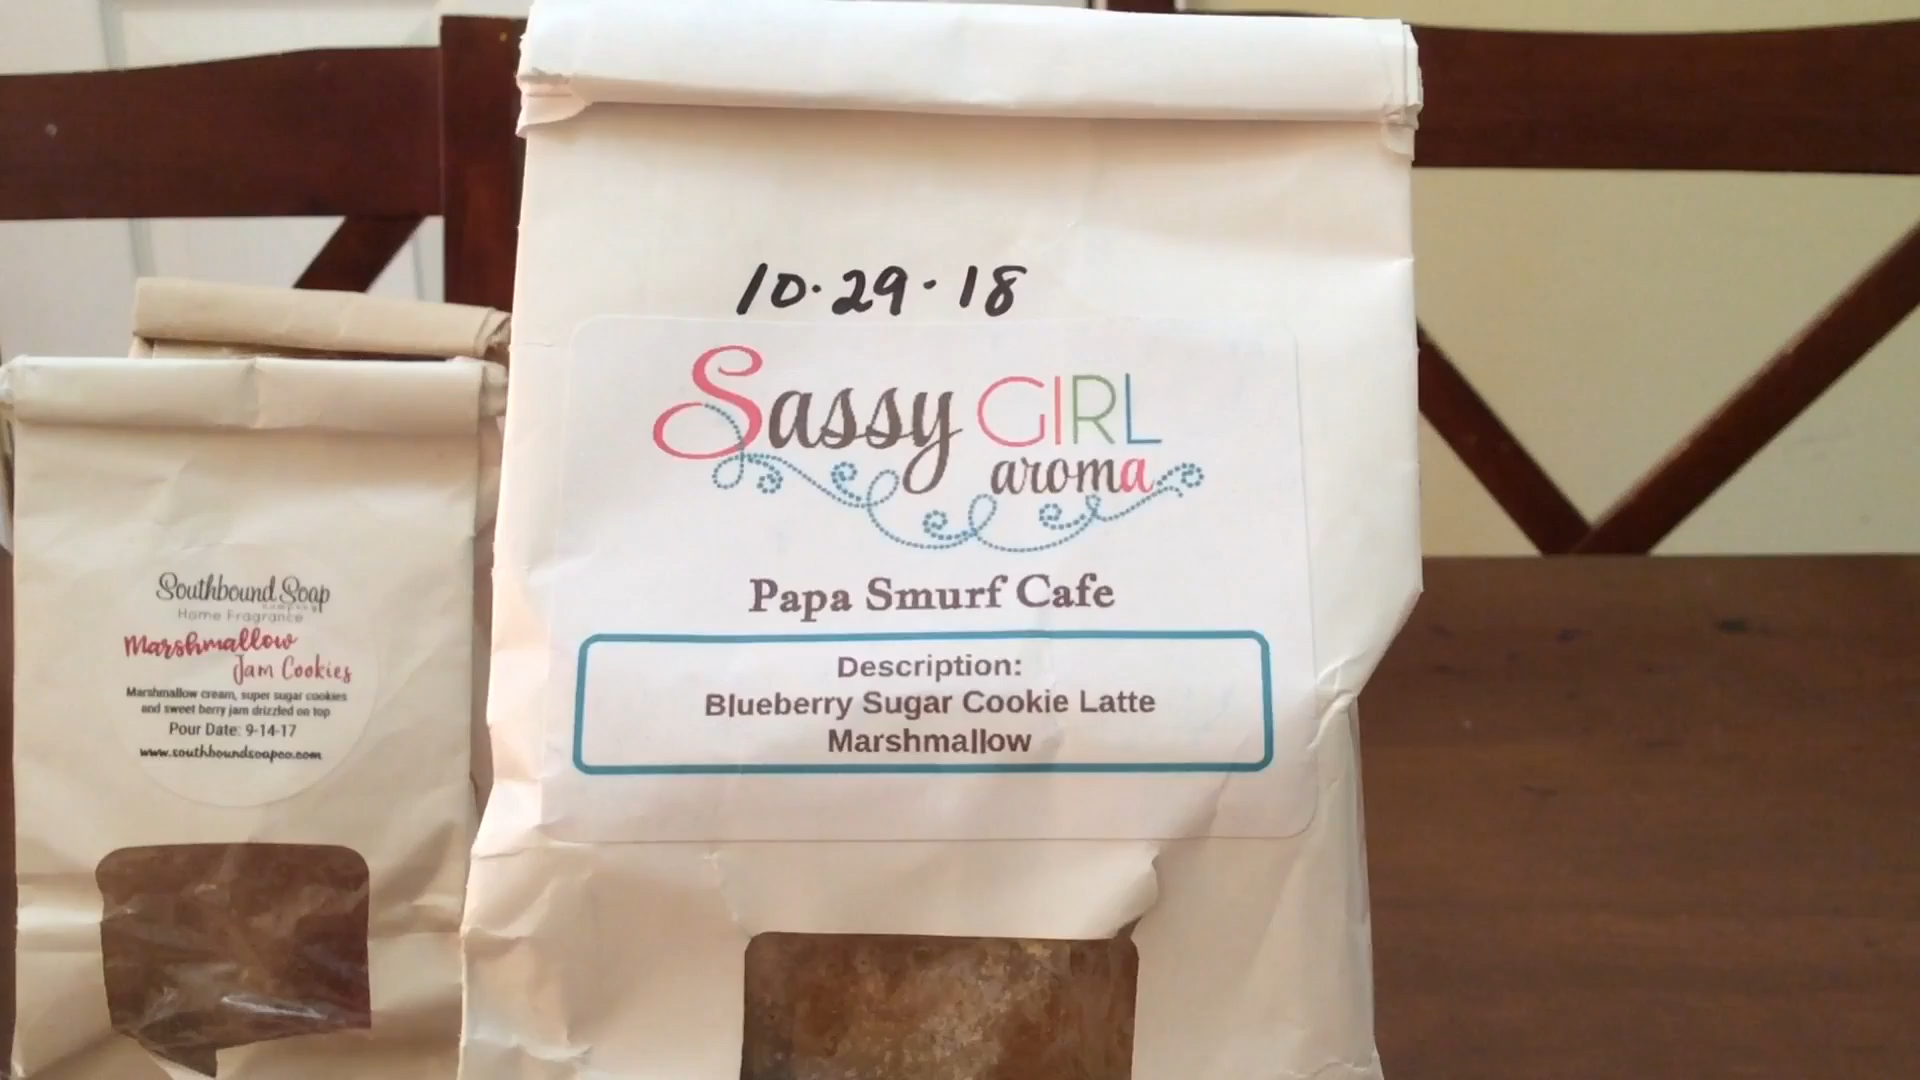 10.29.18
Sassy GIRL
aroma
Papa Smurf Cafe
Description:
Blueberry Sugar Cookie Latte
Marshmallow
Southbound Soap
company
Home Fragrance
Marshmallow
Jam Cookies
Marshmallow cream, super sugar cookies
and sweet berry jam drizzled on top
Pour Date: 9-14-17
www.southboundsoapco.com